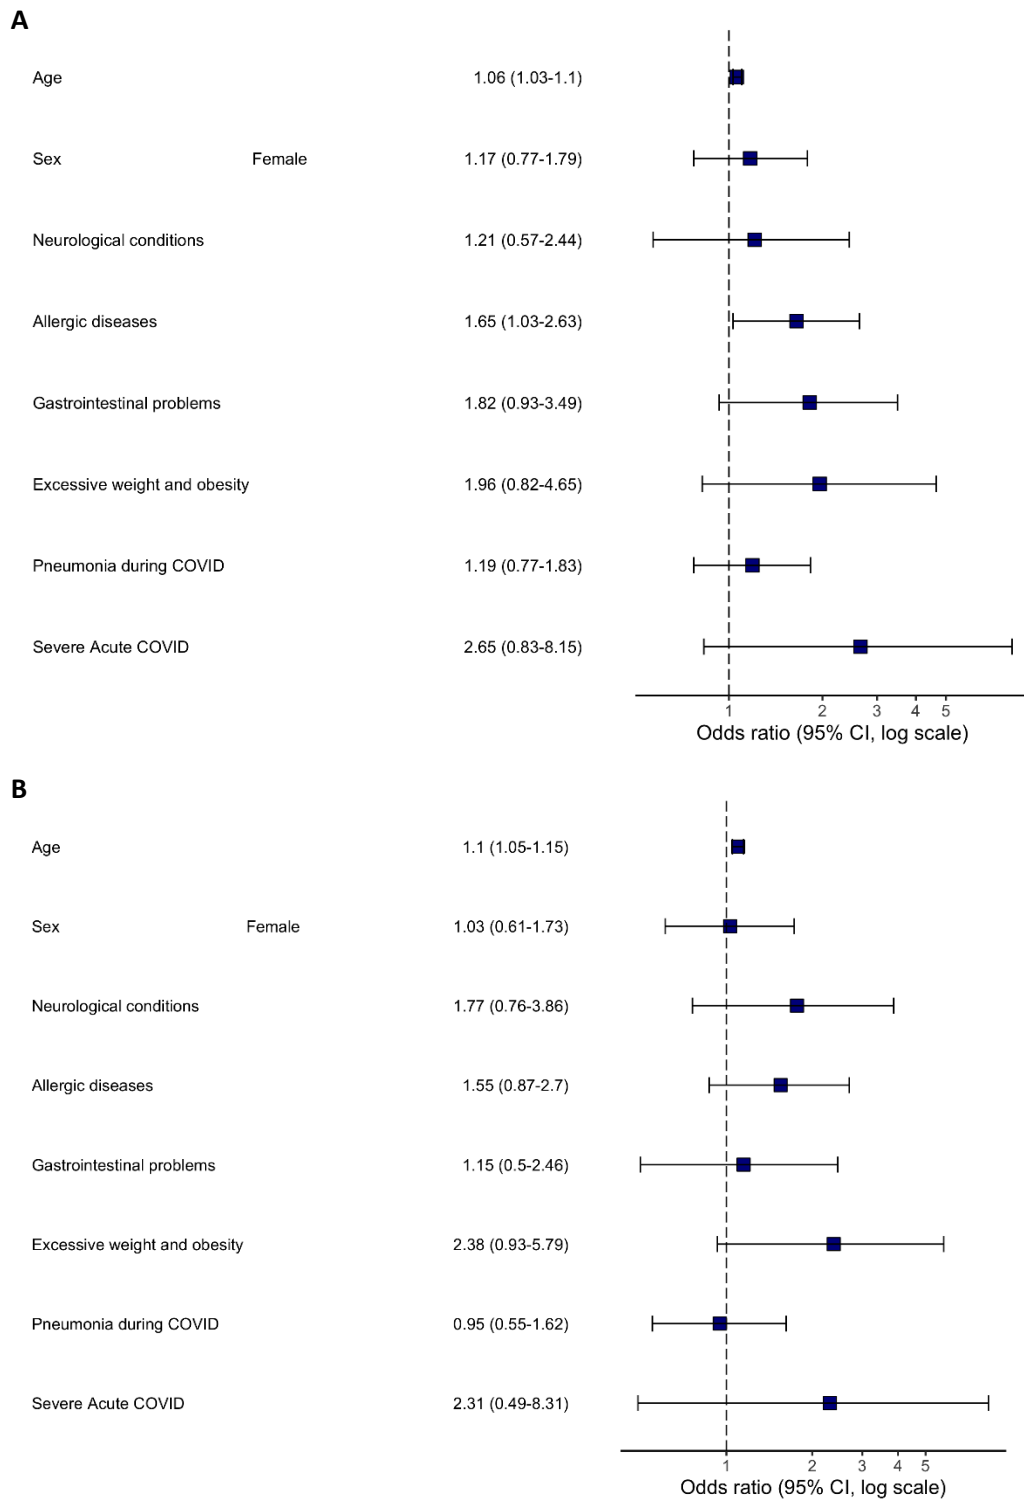 A
Age 1.06 (1.03-1.1)
Sex Female 1.17 (0.77-1.79)
Neurological conditions 1.21 (0.57-2.44)
Allergic diseases 1.65 (1.03-2.63)
Gastrointestinal problems 1.82 (0.93-3.49)
Excessive weight and obesity 1.96 (0.82-4.65)
Pneumonia during COVID 1.19 (0.77-1.83)
Severe Acute COVID 2.65 (0.83-8.15)
1 2 3 4 5
Odds ratio (95% CI, log scale)
B
Age 1.1 (1.05-1.15)
Sex Female 1.03 (0.61-1.73)
Neurological conditions 1.77 (0.76-3.86)
Allergic diseases 1.55 (0.87-2.7)
Gastrointestinal problems 1.15 (0.5-2.46)
Excessive weight and obesity 2.38 (0.93-5.79)
Pneumonia during COVID 0.95 (0.55-1.62)
Severe Acute COVID 2.31 (0.49-8.31)
1 2 3 4 5
Odds ratio (95% CI, log scale)